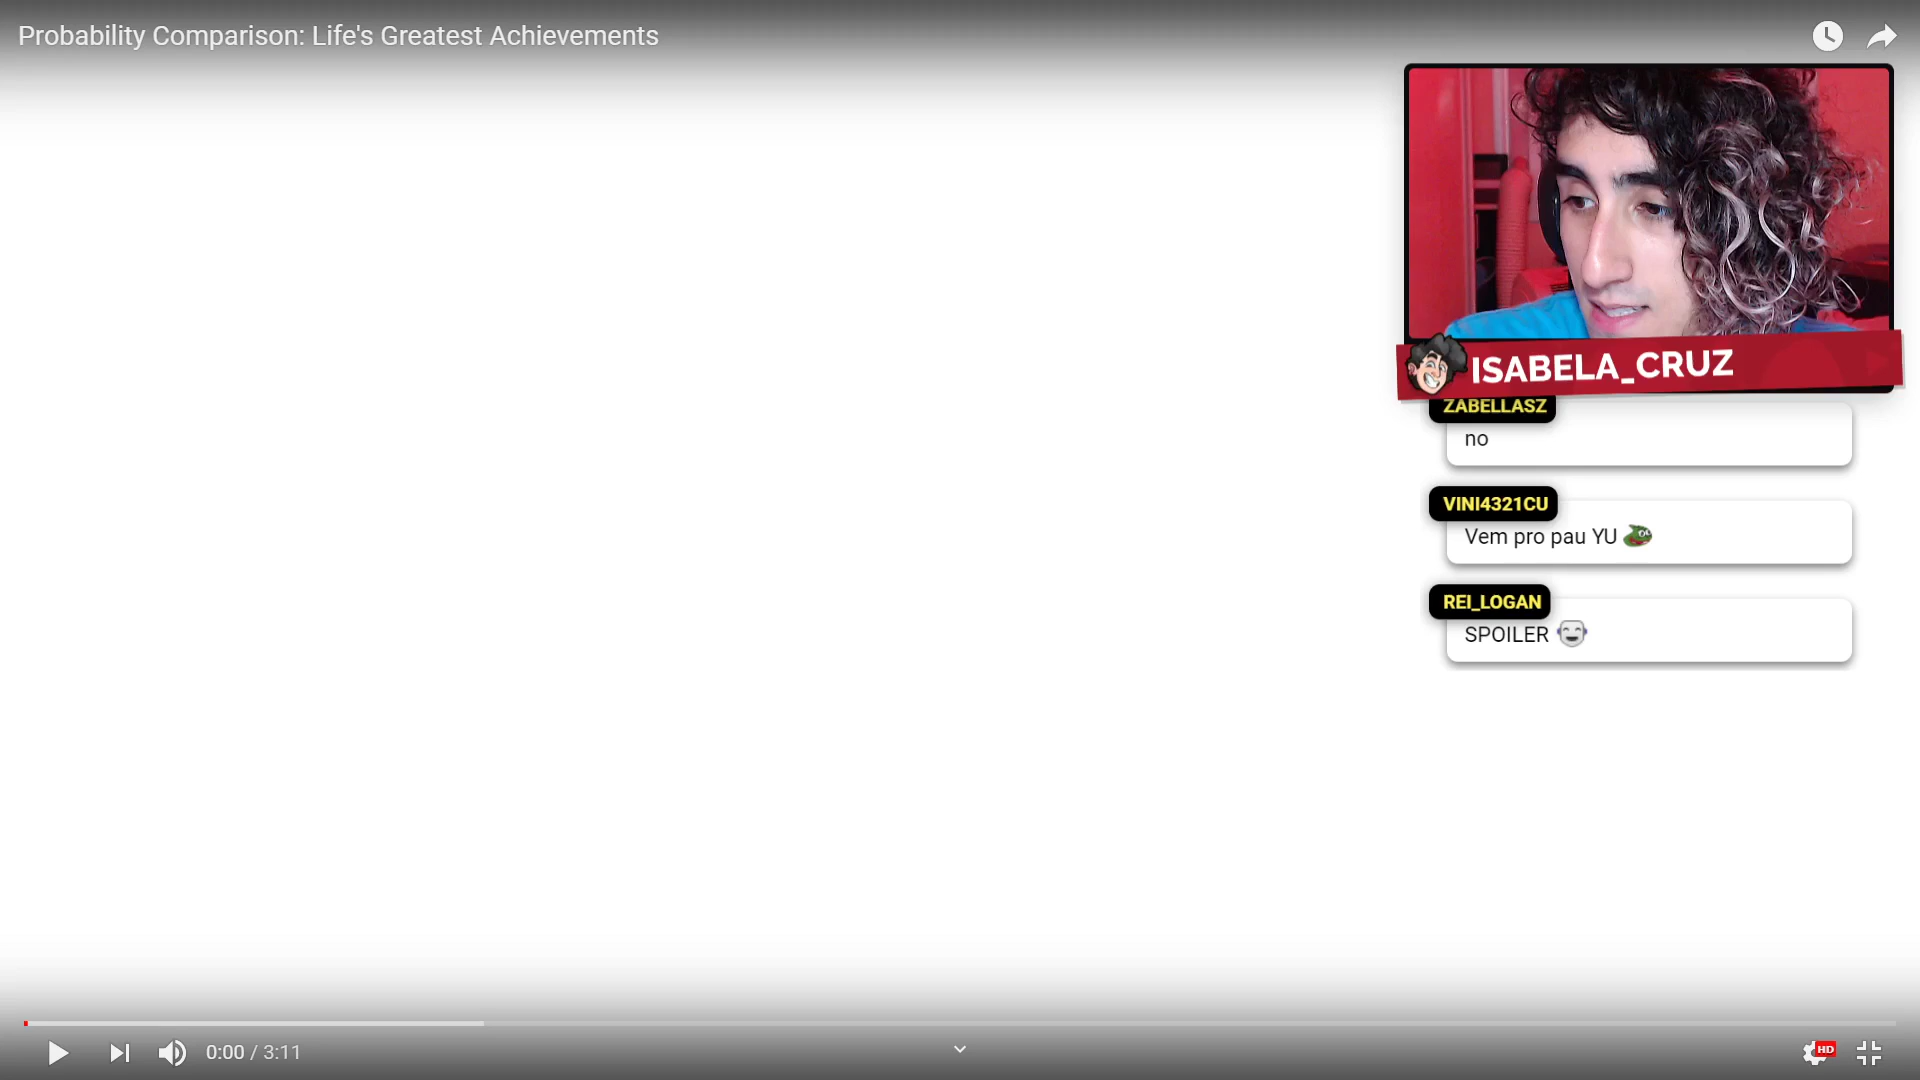 Probability Comparison: Life's Greatest Achievements
ISABELA_CRUZ
ZABELLASZ
no
VINI4321CU
Vem pro pau YU
REI_LOGAN
SPOILER
0:00 / 3:11
HD